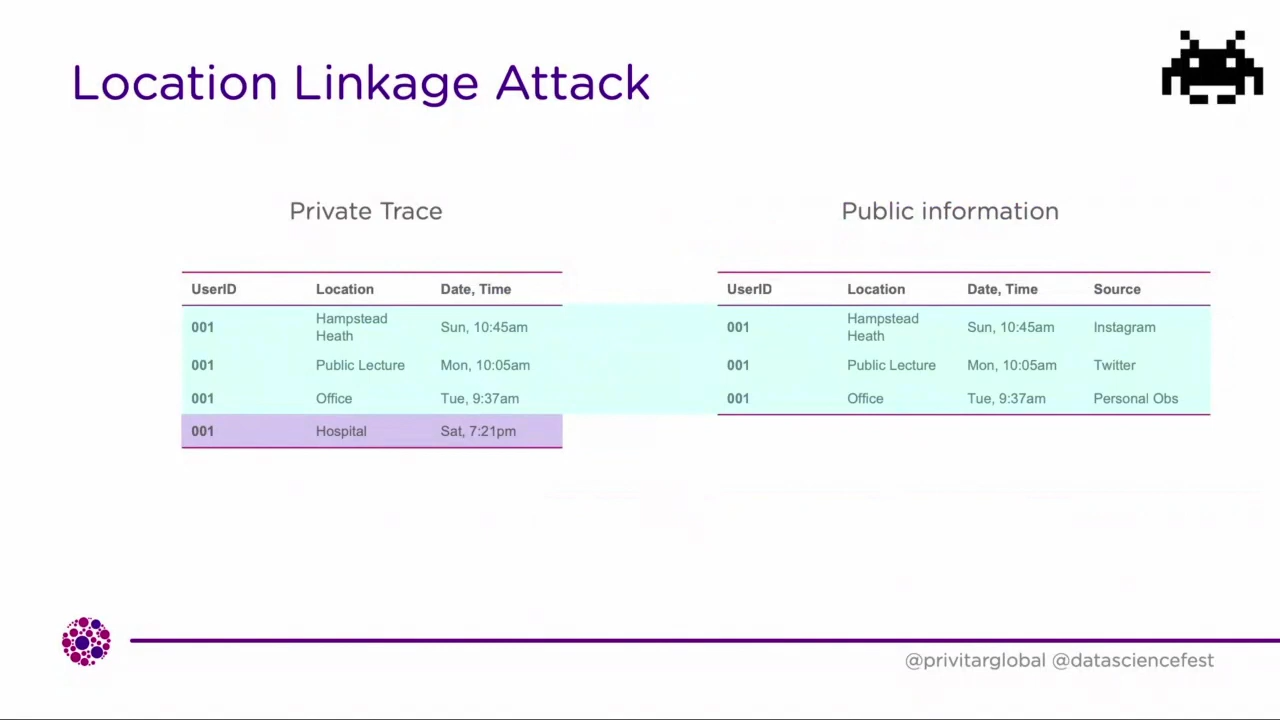 Location Linkage Attack
Private Trace
UserID Location Date, Time
001 Hampstead Heath Sun, 10:45am
001 Public Lecture Mon, 10:05am
001 Office Tue, 9:37am
001 Hospital Sat, 7:21pm
Public information
UserID Location Date, Time Source
001 Hampstead Heath Sun, 10:45am Instagram
001 Public Lecture Mon, 10:05am Twitter
001 Office Tue, 9:37am Personal Obs
@privitarglobal @datasciencefest